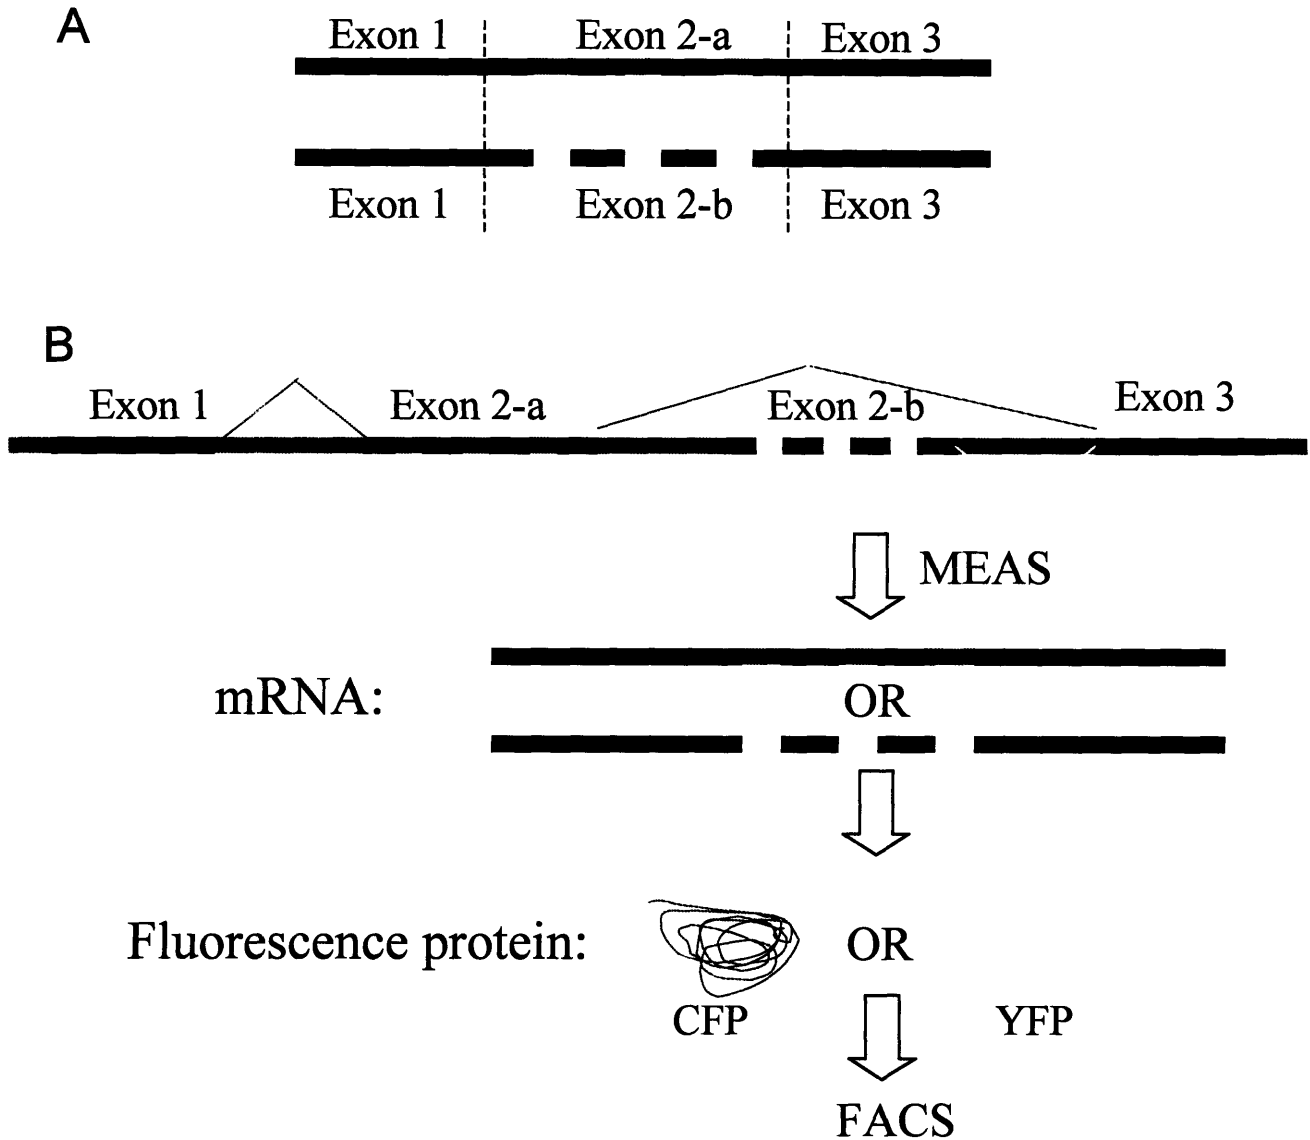 A
Exon 1 Exon 2-a Exon 3
Exon 1 Exon 2-b Exon 3
B
Exon 1 Exon 2-a Exon 2-b Exon 3
MEAS
mRNA: OR
Fluorescence protein: OR
CFP YFP
FACS